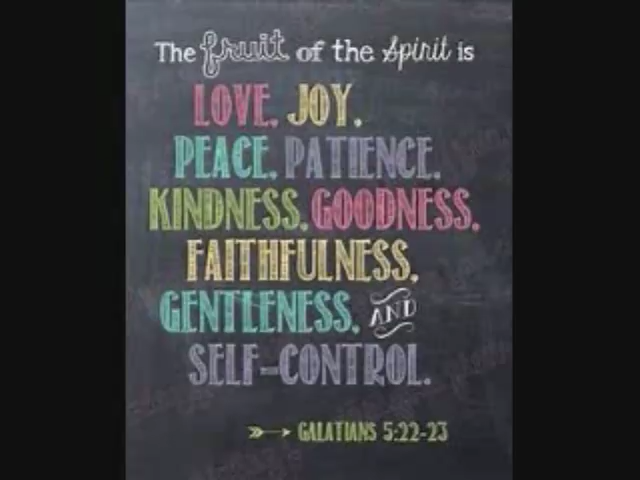 The fruit of the Spirit is
LOVE, JOY,
PEACE, PATIENCE,
KINDNESS, GOODNESS,
FAITHFULNESS,
GENTLENESS, AND
SELF-CONTROL.
GALATIANS 5:22-23